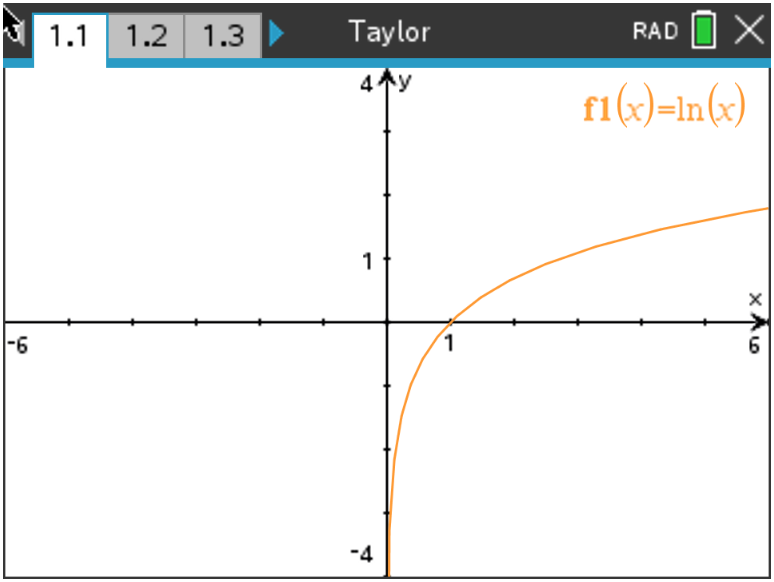 1.1 1.2 1.3 Taylor RAD
4 y
f1(x)=ln(x)
1
x
-6 1 6
-4